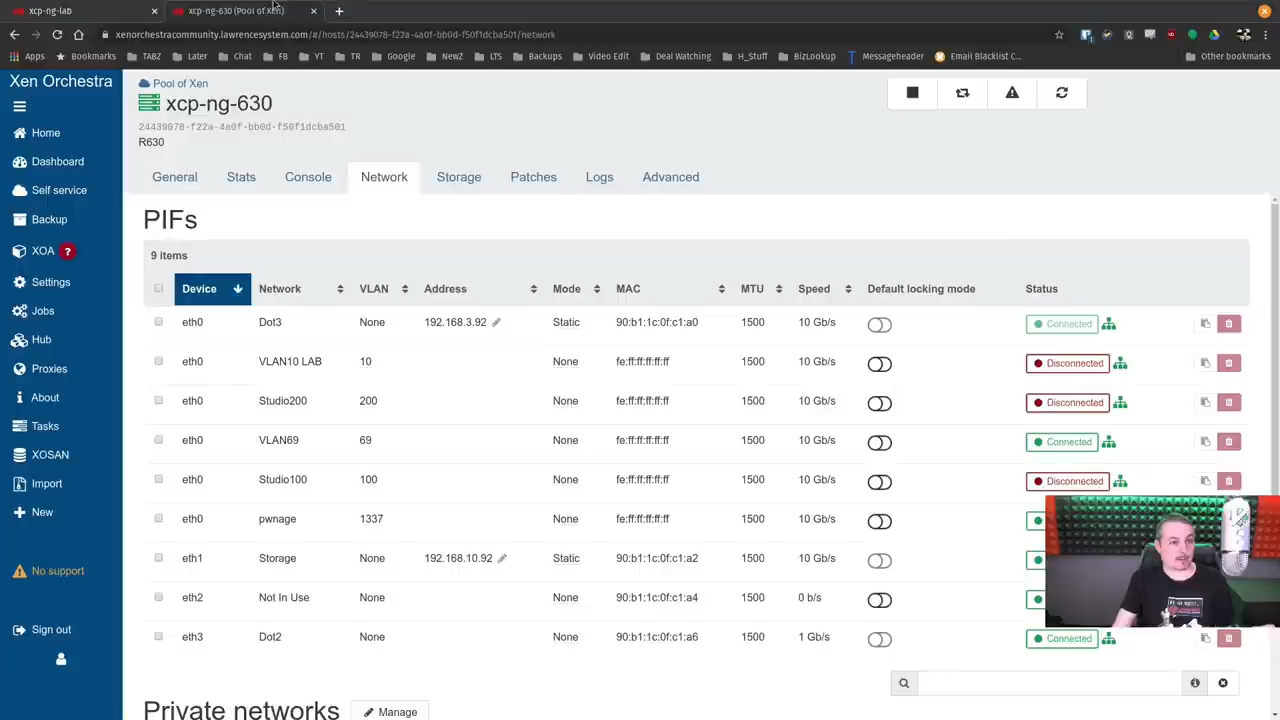 xcp-ng-lab
xcp-ng-630 (Pool of Xen)
xenorchestracommunity.lawrencesystem.com/#/hosts/24439078-f22a-4a0f-bb0d-f50f1dcba501/network
Apps Bookmarks TABZ Later Chat FB YT TR Google NewZ LTS Backups Video Edit Deal Watching H_Stuff BizLookup Messageheader Email Blacklist C... Other bookmarks
Xen Orchestra
Home
Dashboard
Self service
Backup
XOA ?
Settings
Jobs
Hub
Proxies
About
Tasks
XOSAN
Import
New
No support
Sign out
Pool of Xen
xcp-ng-630
24439078-f22a-4a0f-bb0d-f50f1dcba501
R630
General Stats Console Network Storage Patches Logs Advanced
PIFs
9 items
Device Network VLAN Address Mode MAC MTU Speed Default locking mode Status
eth0 Dot3 None 192.168.3.92 Static 90:b1:1c:0f:c1:a0 1500 10 Gb/s Connected
eth0 VLAN10 LAB 10 None fe:ff:ff:ff:ff:ff 1500 10 Gb/s Disconnected
eth0 Studio200 200 None fe:ff:ff:ff:ff:ff 1500 10 Gb/s Disconnected
eth0 VLAN69 69 None fe:ff:ff:ff:ff:ff 1500 10 Gb/s Connected
eth0 Studio100 100 None fe:ff:ff:ff:ff:ff 1500 10 Gb/s Disconnected
eth0 pwnage 1337 None fe:ff:ff:ff:ff:ff 1500 10 Gb/s
eth1 Storage None 192.168.10.92 Static 90:b1:1c:0f:c1:a2 1500 10 Gb/s
eth2 Not In Use None None 90:b1:1c:0f:c1:a4 1500 0 b/s
eth3 Dot2 None None 90:b1:1c:0f:c1:a6 1500 1 Gb/s Connected
Private networks Manage